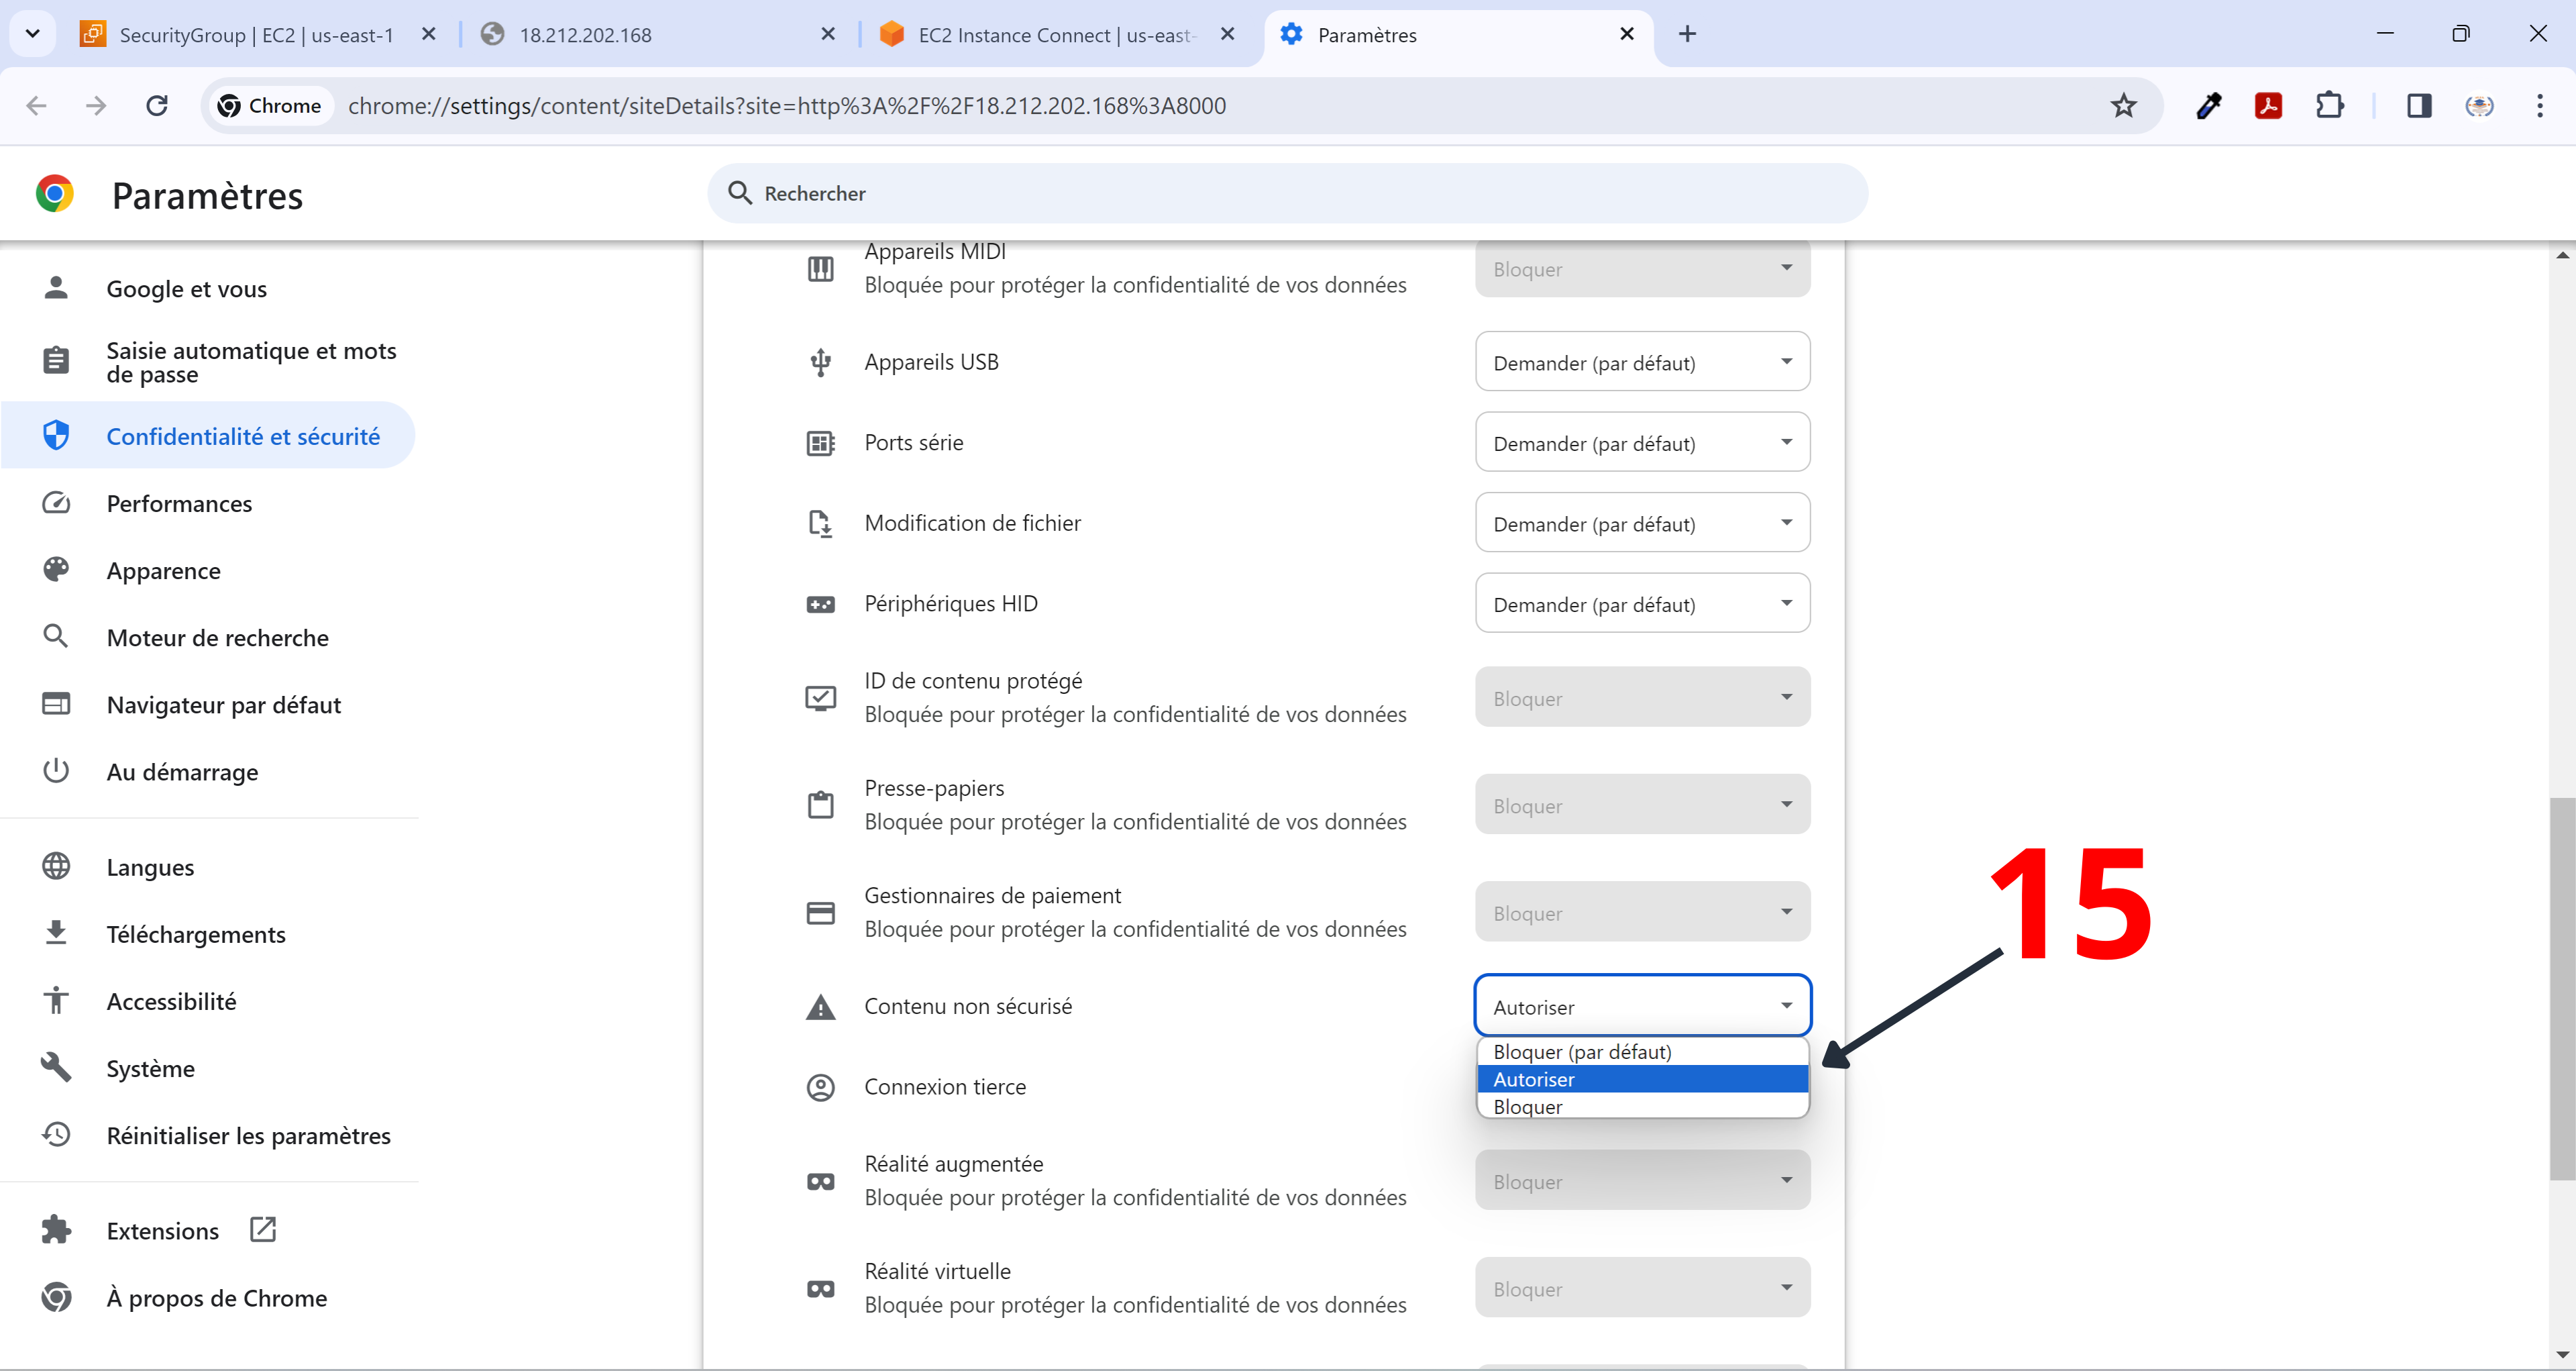 SecurityGroup | EC2 | us-east-1
18.212.202.168
EC2 Instance Connect | us-east-
Paramètres
Chrome
chrome://settings/content/siteDetails?site=http%3A%2F%2F18.212.202.168%3A8000
Paramètres
Rechercher
Google et vous
Saisie automatique et mots
de passe
Confidentialité et sécurité
Performances
Apparence
Moteur de recherche
Navigateur par défaut
Au démarrage
Langues
Téléchargements
Accessibilité
Système
Réinitialiser les paramètres
Extensions
À propos de Chrome
Appareils MIDI
Bloquée pour protéger la confidentialité de vos données
Bloquer
Appareils USB
Demander (par défaut)
Ports série
Demander (par défaut)
Modification de fichier
Demander (par défaut)
Périphériques HID
Demander (par défaut)
ID de contenu protégé
Bloquée pour protéger la confidentialité de vos données
Bloquer
Presse-papiers
Bloquée pour protéger la confidentialité de vos données
Bloquer
Gestionnaires de paiement
Bloquée pour protéger la confidentialité de vos données
Bloquer
Contenu non sécurisé
Autoriser
Bloquer (par défaut)
Autoriser
Bloquer
Connexion tierce
Réalité augmentée
Bloquée pour protéger la confidentialité de vos données
Bloquer
Réalité virtuelle
Bloquée pour protéger la confidentialité de vos données
Bloquer
15